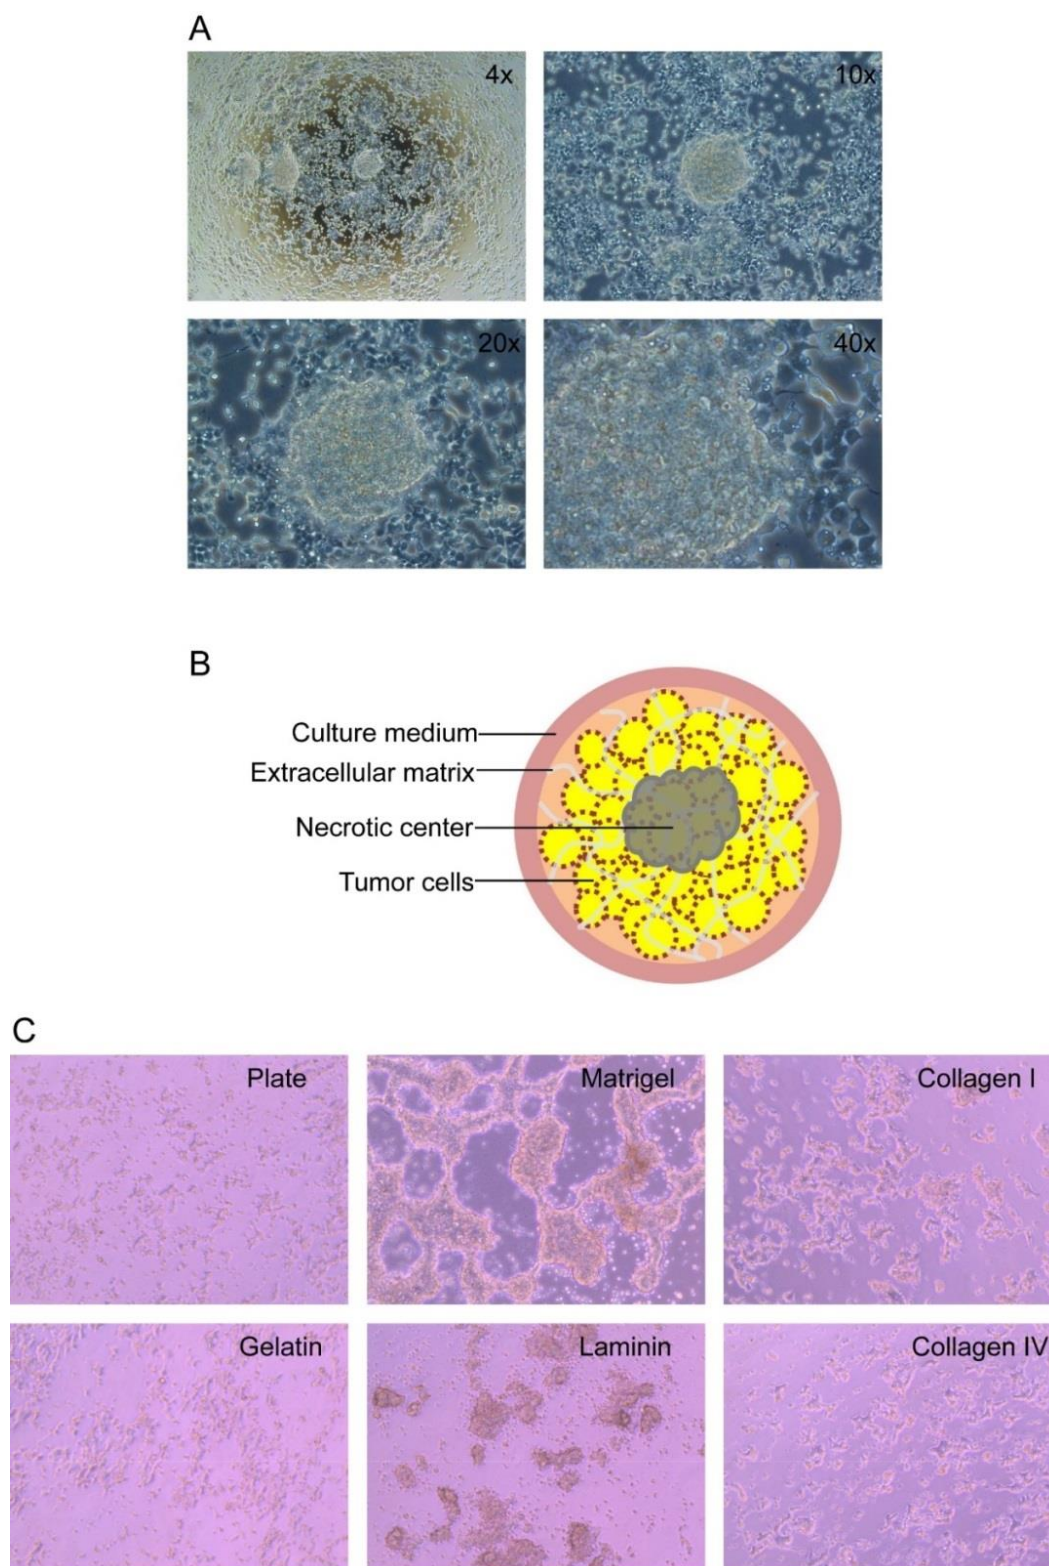 A
4x
10x
20x
40x
B
Culture medium
Extracellular matrix
Necrotic center
Tumor cells
C
Plate
Matrigel
Collagen I
Gelatin
Laminin
Collagen IV